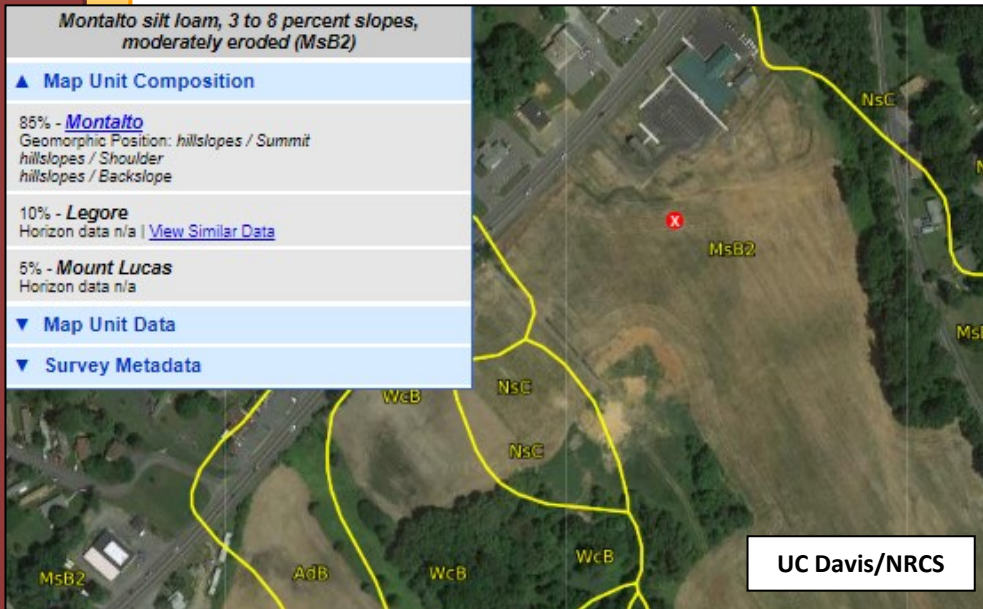 Montalto silt loam, 3 to 8 percent slopes,
moderately eroded (MsB2)
▲ Map Unit Composition
85% - Montalto
Geomorphic Position: hillslopes / Summit
hillslopes / Shoulder
hillslopes / Backslope
10% - Legore
Horizon data n/a | View Similar Data
5% - Mount Lucas
Horizon data n/a
▼ Map Unit Data
▼ Survey Metadata
NsC
X
MsB2
NsC
WcB
NsC
WcB
WcB
AdB
MsB2
UC Davis/NRCS